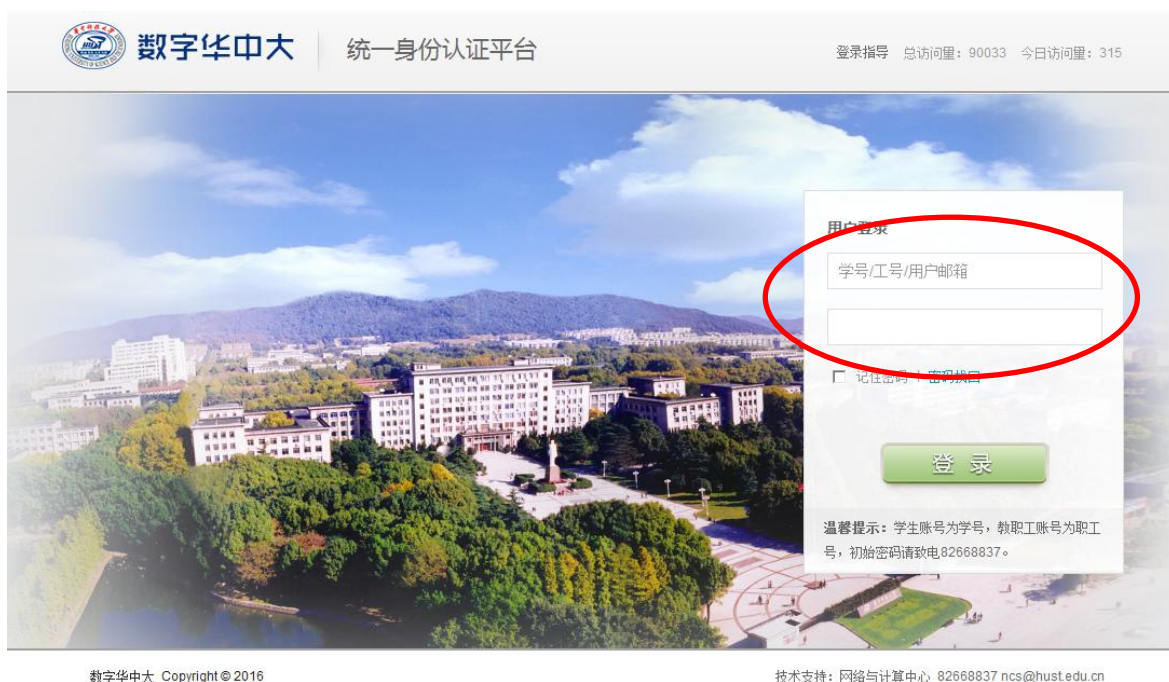 数字华中大
统一身份认证平台
登录指导 总访问量：90033 今日访问量：315
用户登录
学号/工号/用户邮箱
记住密码 | 密码找回
登 录
温馨提示：学生账号为学号，教职工账号为职工
号，初始密码请致电82668837。
数字华中大 Copyright © 2016
技术支持：网络与计算中心 82668837 ncs@hust.edu.cn